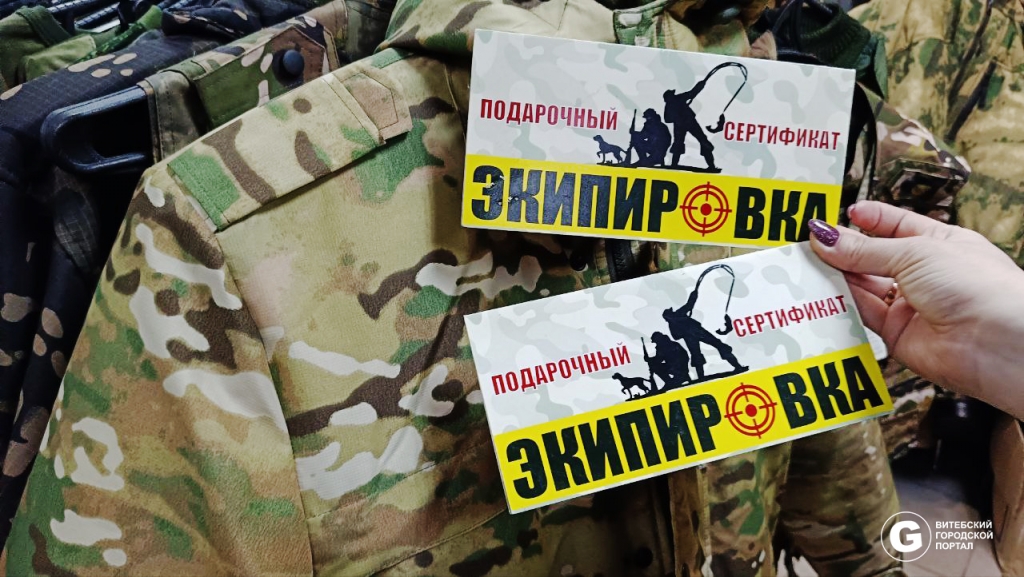 ПОДАРОЧНЫЙ СЕРТИФИКАТ
ЭКИПИРОВКА
ПОДАРОЧНЫЙ СЕРТИФИКАТ
ЭКИПИРОВКА
G ВИТЕБСКИЙ
ГОРОДСКОЙ
ПОРТАЛ